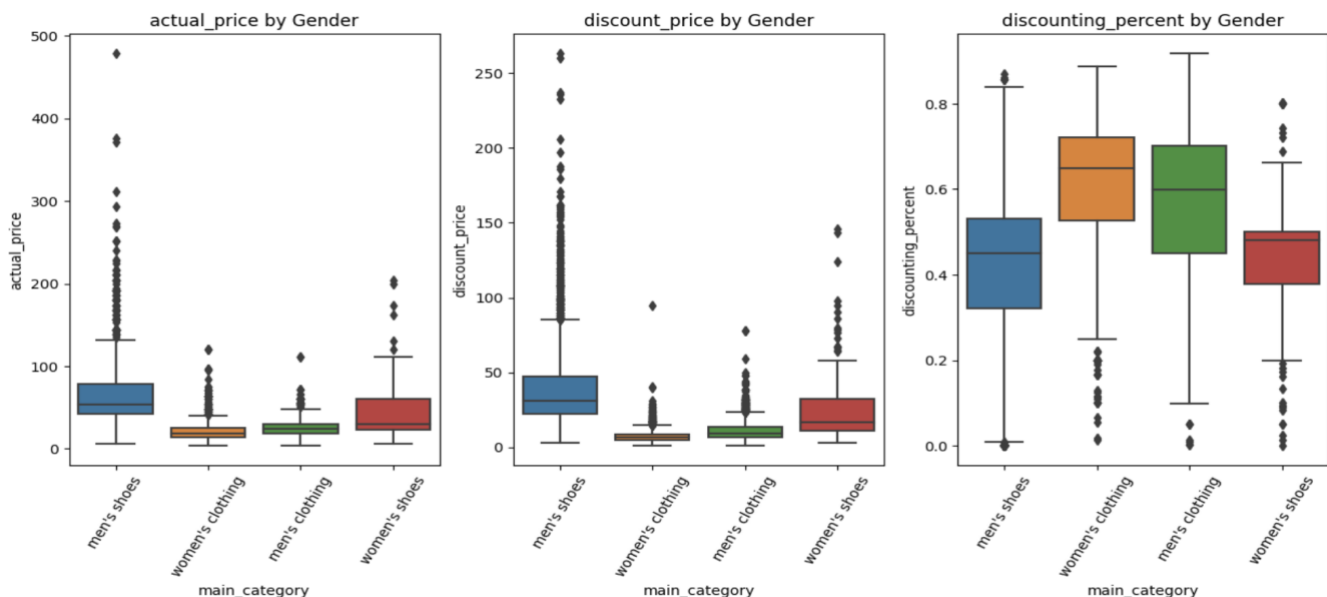 actual_price by Gender
500
400
300
200
100
0
actual_price
men's shoes
women's clothing
men's clothing
women's shoes
main_category
discount_price by Gender
250
200
150
100
50
0
discount_price
men's shoes
women's clothing
men's clothing
women's shoes
main_category
discounting_percent by Gender
0.8
0.6
0.4
0.2
0.0
discounting_percent
men's shoes
women's clothing
men's clothing
women's shoes
main_category